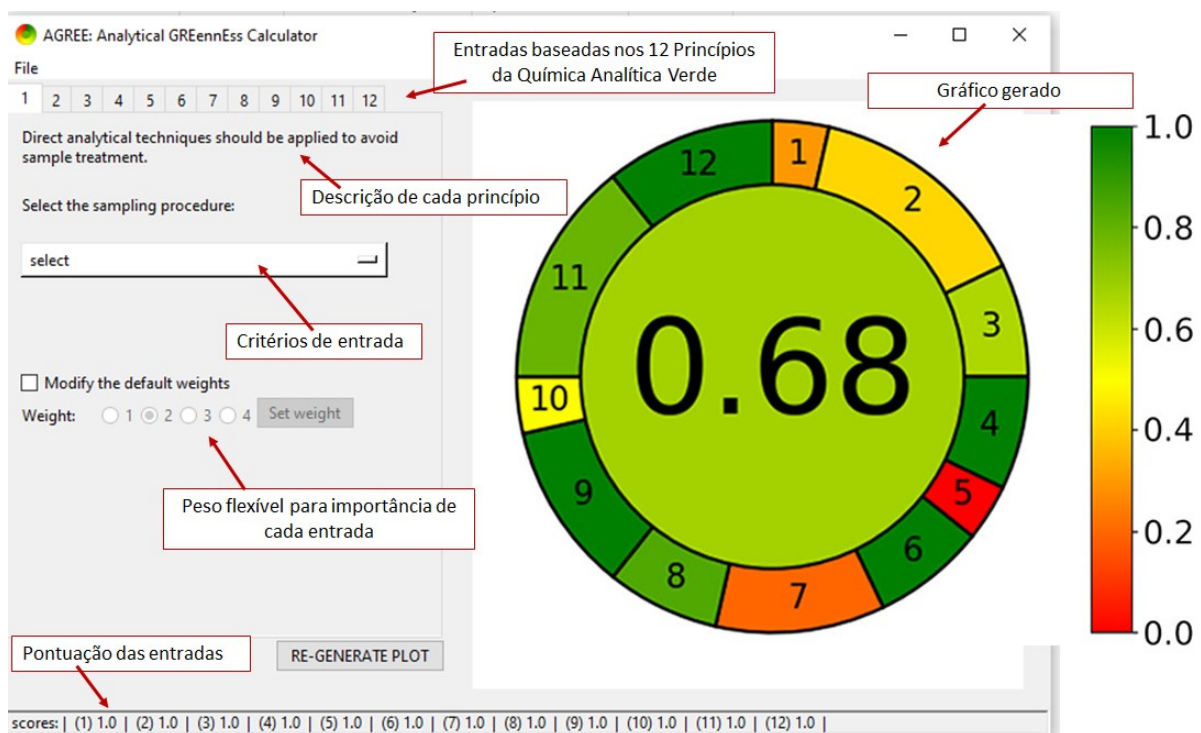 AGREE: Analytical GREennEss Calculator
File
1 2 3 4 5 6 7 8 9 10 11 12
Entradas baseadas nos 12 Princípios
da Química Analítica Verde
Direct analytical techniques should be applied to avoid
sample treatment.
Descrição de cada princípio
Select the sampling procedure:
select
Critérios de entrada
Modify the default weights
Weight: 1 2 3 4 Set weight
Peso flexível para importância de
cada entrada
Pontuação das entradas
RE-GENERATE PLOT
scores: | (1) 1.0 | (2) 1.0 | (3) 1.0 | (4) 1.0 | (5) 1.0 | (6) 1.0 | (7) 1.0 | (8) 1.0 | (9) 1.0 | (10) 1.0 | (11) 1.0 | (12) 1.0 |
Gráfico gerado
1
2
3
4
5
6
7
8
9
10
11
12
0.68
1.0
0.8
0.6
0.4
0.2
0.0